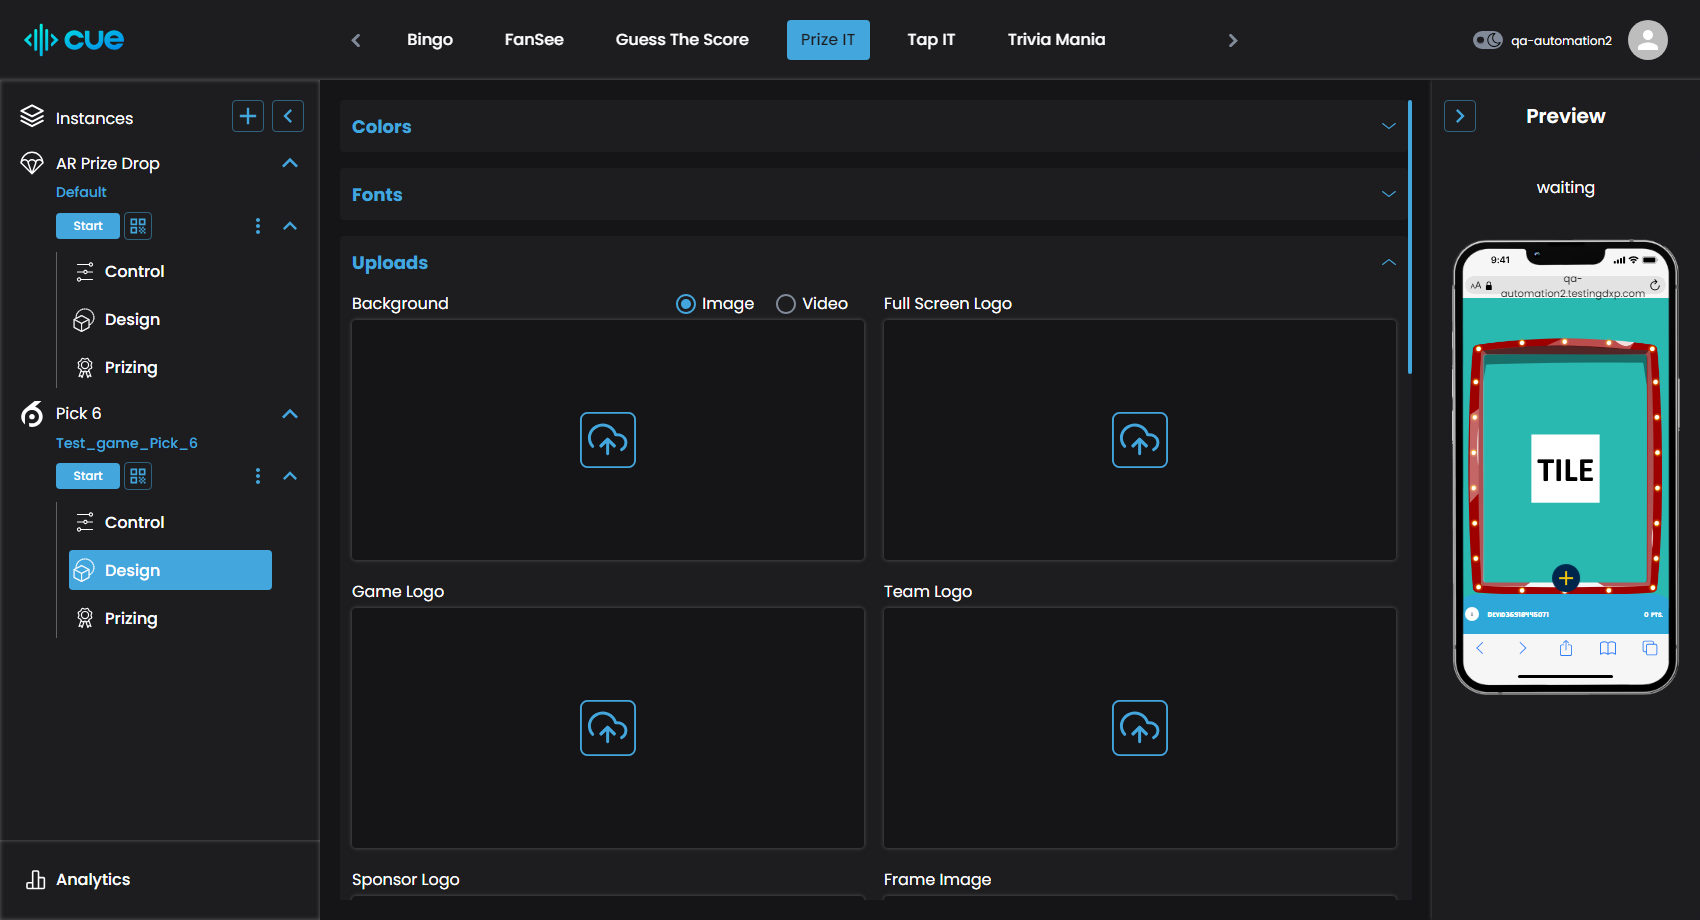 cue
Bingo
FanSee
Guess The Score
Prize IT
Tap IT
Trivia Mania
qa-automation2
Instances
AR Prize Drop
Default
Start
Control
Design
Prizing
Pick 6
Test_game_Pick_6
Start
Control
Design
Prizing
Analytics
Colors
Fonts
Uploads
Background
Image
Video
Full Screen Logo
Game Logo
Team Logo
Sponsor Logo
Frame Image
Preview
waiting
9:41
AA
qa-
automation2.testingdxp.com
TILE
0 PTS.